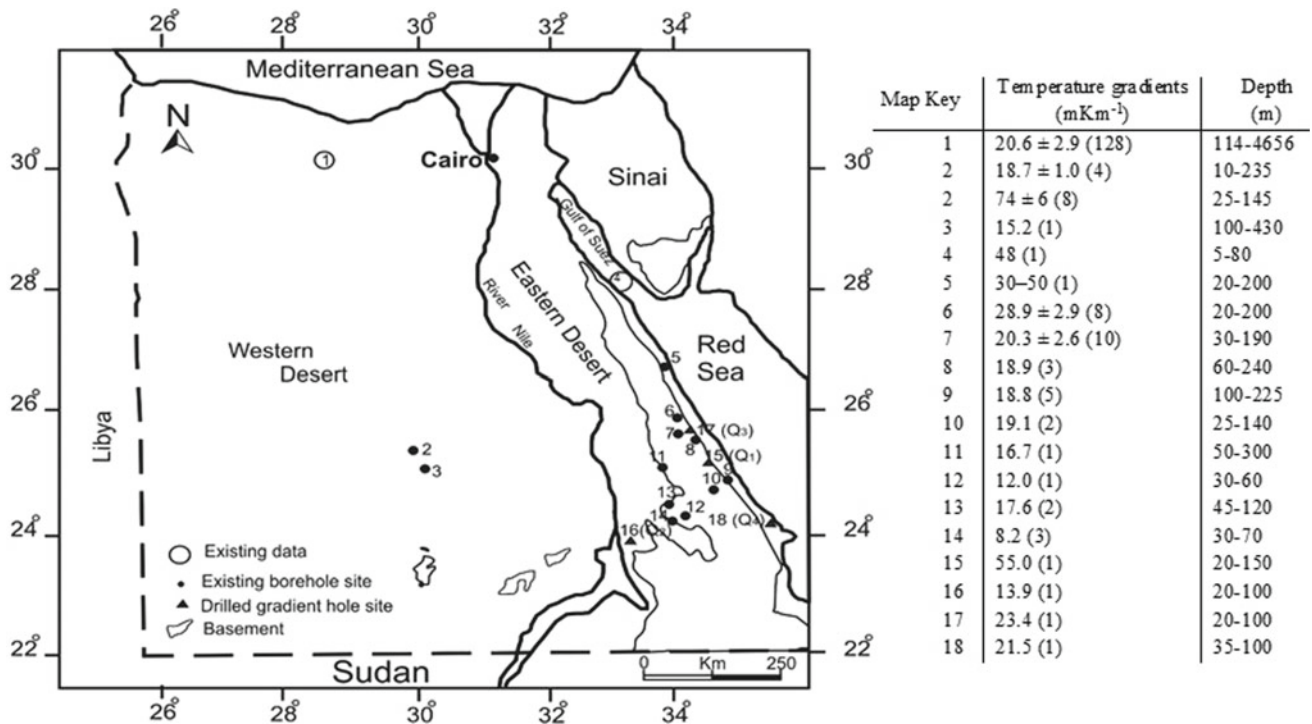 26° 28° 30° 32° 34°
Mediterranean Sea
N
1
Cairo
30° 30°
Sinai
Gulf of Suez
28° 28°
Eastern Desert
River Nile
Western
Desert
Red
Sea
5
26° 26°
Libya
6
17 (Q₃)
7
8
2
3
11
15 (Q₁)
9
10
13
12
14
18 (Q₄)
24° 24°
16(Q₂)
Existing data
Existing borehole site
Drilled gradient hole site
Basement
22° 22°
Sudan
0 Km 250
26° 28° 30° 32° 34°
Map Key Temperature gradients (mKm⁻¹) Depth (m)
1 20.6 ± 2.9 (128) 114-4656
2 18.7 ± 1.0 (4) 10-235
2 74 ± 6 (8) 25-145
3 15.2 (1) 100-430
4 48 (1) 5-80
5 30–50 (1) 20-200
6 28.9 ± 2.9 (8) 20-200
7 20.3 ± 2.6 (10) 30-190
8 18.9 (3) 60-240
9 18.8 (5) 100-225
10 19.1 (2) 25-140
11 16.7 (1) 50-300
12 12.0 (1) 30-60
13 17.6 (2) 45-120
14 8.2 (3) 30-70
15 55.0 (1) 20-150
16 13.9 (1) 20-100
17 23.4 (1) 20-100
18 21.5 (1) 35-100